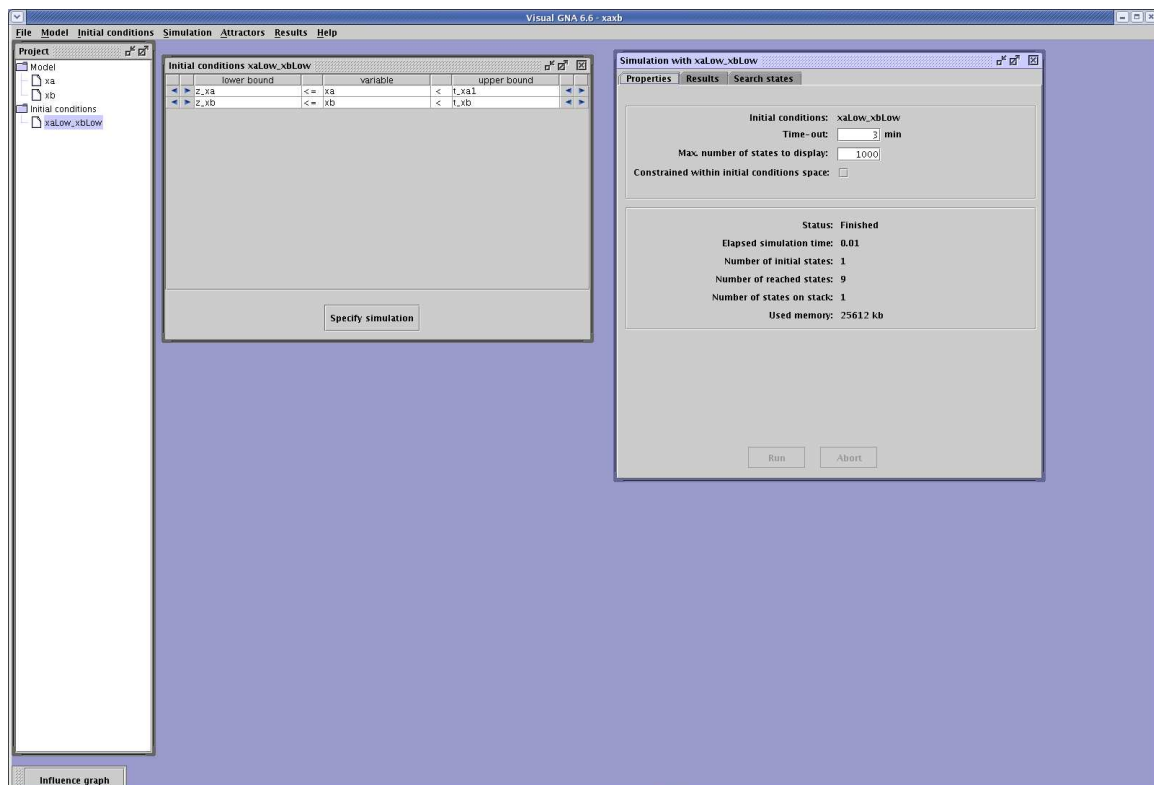 Visual GNA 6.6 - xaxb
File Model Initial conditions Simulation Attractors Results Help
Project
Model
xa
xb
Initial conditions
xaLow_xbLow
Initial conditions xaLow_xbLow
lower bound variable upper bound
z_xa <= xa < t_xa1
z_xb <= xb < t_xb
Specify simulation
Simulation with xaLow_xbLow
Properties Results Search states
Initial conditions: xaLow_xbLow
Time-out: 3 min
Max. number of states to display: 1000
Constrained within initial conditions space:
Status: Finished
Elapsed simulation time: 0.01
Number of initial states: 1
Number of reached states: 9
Number of states on stack: 1
Used memory: 25612 kb
Run Abort
Influence graph